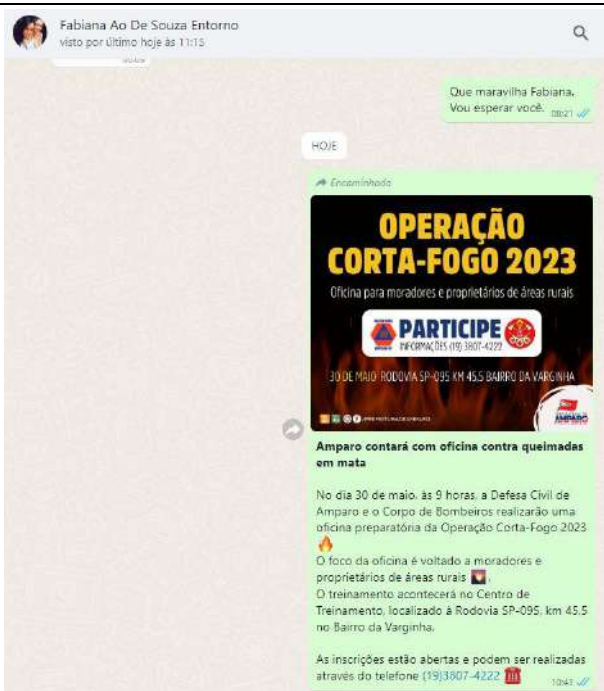 Fabiana Ao De Souza Entorno
visto por último hoje às 11:15
Que maravilha Fabiana.
Vou esperar você. 08:21
HOJE
Encaminhada
OPERAÇÃO
CORTA-FOGO 2023
Oficina para moradores e proprietários de áreas rurais
PARTICIPE
INFORMAÇÕES (19) 3807-4222
30 DE MAIO RODOVIA SP-095 KM 45,5 BAIRRO DA VARGINHA
AMPARO
Amparo contará com oficina contra queimadas
em mata
No dia 30 de maio, às 9 horas, a Defesa Civil de
Amparo e o Corpo de Bombeiros realizarão uma
oficina preparatória da Operação Corta-Fogo 2023
🔥
O foco da oficina é voltado a moradores e
proprietários de áreas rurais 🌄.
O treinamento acontecerá no Centro de
Treinamento, localizado à Rodovia SP-095, km 45,5
no Bairro da Varginha.
As inscrições estão abertas e podem ser realizadas
através do telefone (19)3807-4222 ☎️
10:43